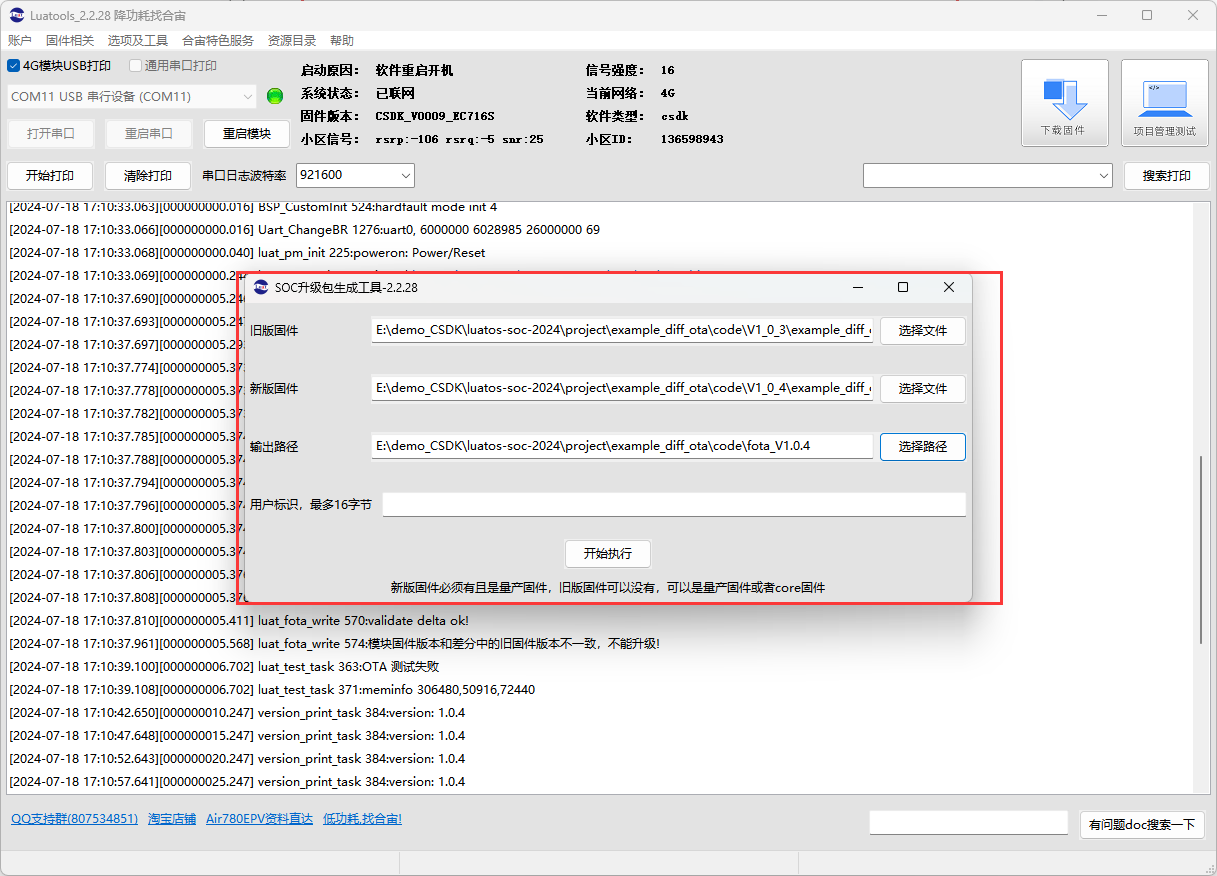 Luatools_2.2.28 降功耗找合宙
账户 固件相关 选项及工具 合宙特色服务 资源目录 帮助
4G模块USB打印 通用串口打印
COM11 USB 串行设备 (COM11)
打开串口 重启串口 重启模块
启动原因: 软件重启开机 信号强度: 16
系统状态: 已联网 当前网络: 4G
固件版本: CSDK_V0009_EC716S 软件类型: csdk
小区信号: rsrp:-106 rsrq:-5 snr:25 小区ID: 136598943
下载固件 项目管理测试
开始打印 清除打印 串口日志波特率 921600 搜索打印
[2024-07-18 17:10:33.063][000000000.016] BSP_CustomInit 524:hardfault mode init 4
[2024-07-18 17:10:33.066][000000000.016] Uart_ChangeBR 1276:uart0, 6000000 6028985 26000000 69
[2024-07-18 17:10:33.068][000000000.040] luat_pm_init 225:poweron: Power/Reset
[2024-07-18 17:10:33.069][000000000.24
[2024-07-18 17:10:37.690][000000005.24
[2024-07-18 17:10:37.693][000000005.24
[2024-07-18 17:10:37.697][000000005.29
[2024-07-18 17:10:37.774][000000005.37
[2024-07-18 17:10:37.778][000000005.37
[2024-07-18 17:10:37.782][000000005.37
[2024-07-18 17:10:37.785][000000005.37
[2024-07-18 17:10:37.788][000000005.37
[2024-07-18 17:10:37.794][000000005.37
[2024-07-18 17:10:37.796][000000005.37
[2024-07-18 17:10:37.800][000000005.37
[2024-07-18 17:10:37.803][000000005.37
[2024-07-18 17:10:37.806][000000005.37
[2024-07-18 17:10:37.808][000000005.37
[2024-07-18 17:10:37.810][000000005.411] luat_fota_write 570:validate delta ok!
[2024-07-18 17:10:37.961][000000005.568] luat_fota_write 574:模块固件版本和差分中的旧固件版本不一致，不能升级!
[2024-07-18 17:10:39.100][000000006.702] luat_test_task 363:OTA 测试失败
[2024-07-18 17:10:39.108][000000006.702] luat_test_task 371:meminfo 306480,50916,72440
[2024-07-18 17:10:42.650][000000010.247] version_print_task 384:version: 1.0.4
[2024-07-18 17:10:47.648][000000015.247] version_print_task 384:version: 1.0.4
[2024-07-18 17:10:52.643][000000020.247] version_print_task 384:version: 1.0.4
[2024-07-18 17:10:57.641][000000025.247] version_print_task 384:version: 1.0.4
SOC升级包生成工具-2.2.28
旧版固件 E:\demo_CSDK\luatos-soc-2024\project\example_diff_ota\code\V1_0_3\example_diff_ 选择文件
新版固件 E:\demo_CSDK\luatos-soc-2024\project\example_diff_ota\code\V1_0_4\example_diff_ 选择文件
输出路径 E:\demo_CSDK\luatos-soc-2024\project\example_diff_ota\code\fota_V1.0.4 选择路径
用户标识，最多16字节
开始执行
新版固件必须有且是量产固件，旧版固件可以没有，可以是量产固件或者core固件
QQ支持群(807534851) 淘宝店铺 Air780EPV资料直达 低功耗,找合宙! 有问题doc搜索一下